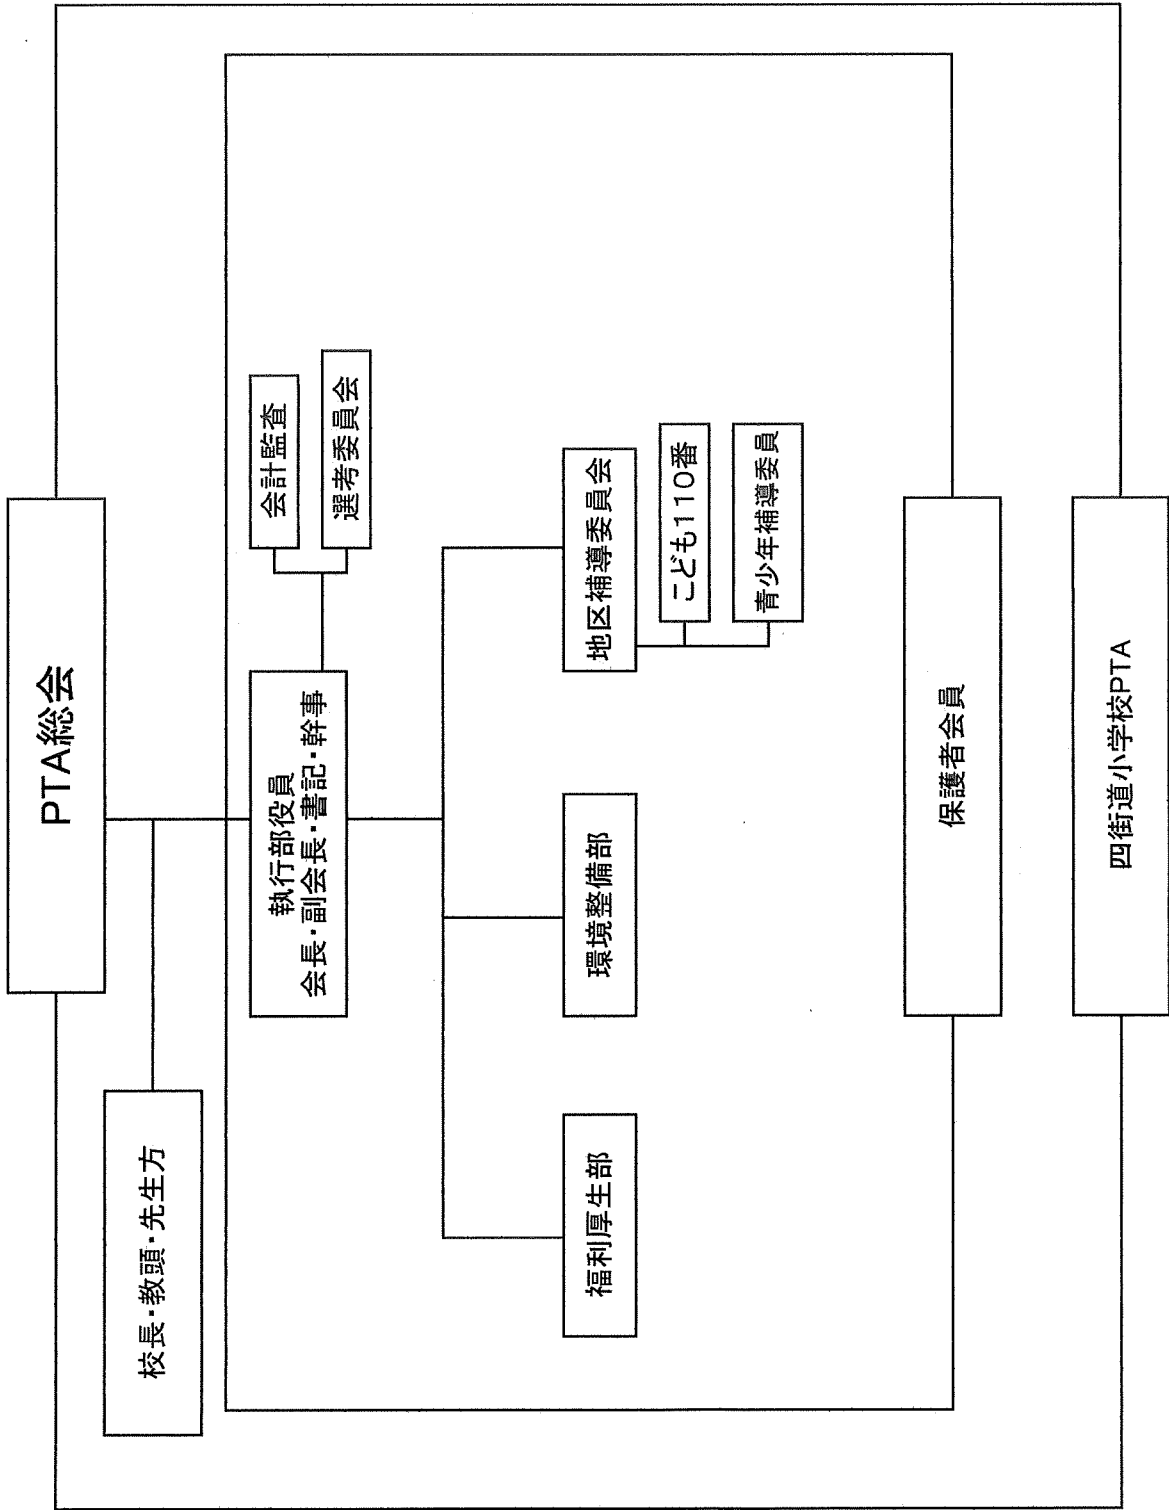 PTA総会
校長・教頭・先生方
執行部役員
会長・副会長・書記・幹事
会計監査
選考委員会
福利厚生部
環境整備部
地区補導委員会
こども110番
青少年補導委員
保護者会員
四街道小学校PTA